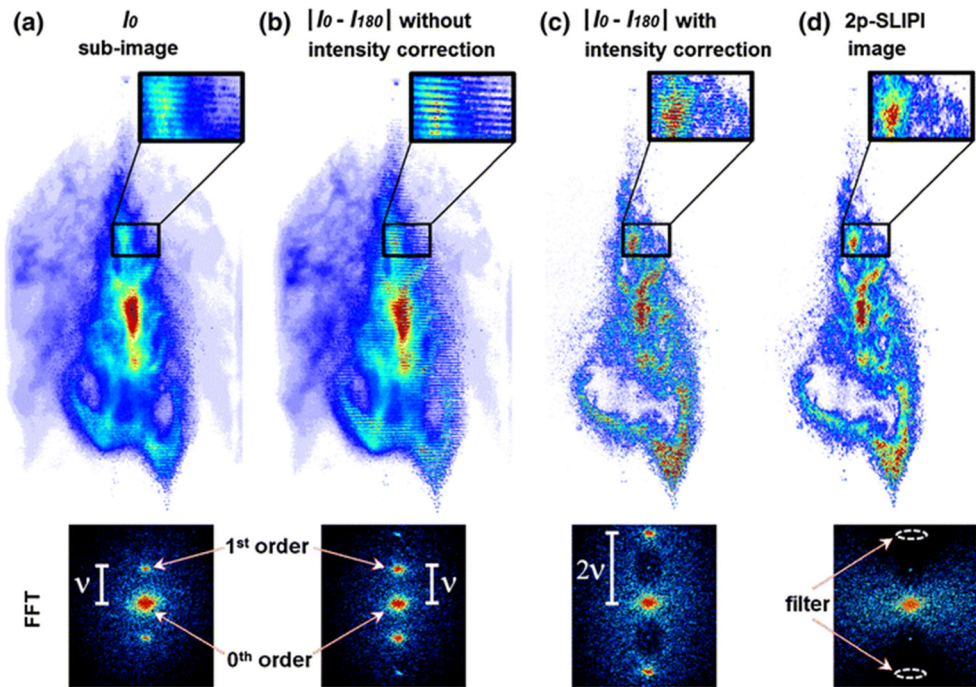 (a) I₀
sub-image
(b) | I₀ - I₁₈₀| without
intensity correction
(c) | I₀ - I₁₈₀| with
intensity correction
(d) 2p-SLIPI
image
FFT
ν
1st order
0th order
ν
2ν
filter